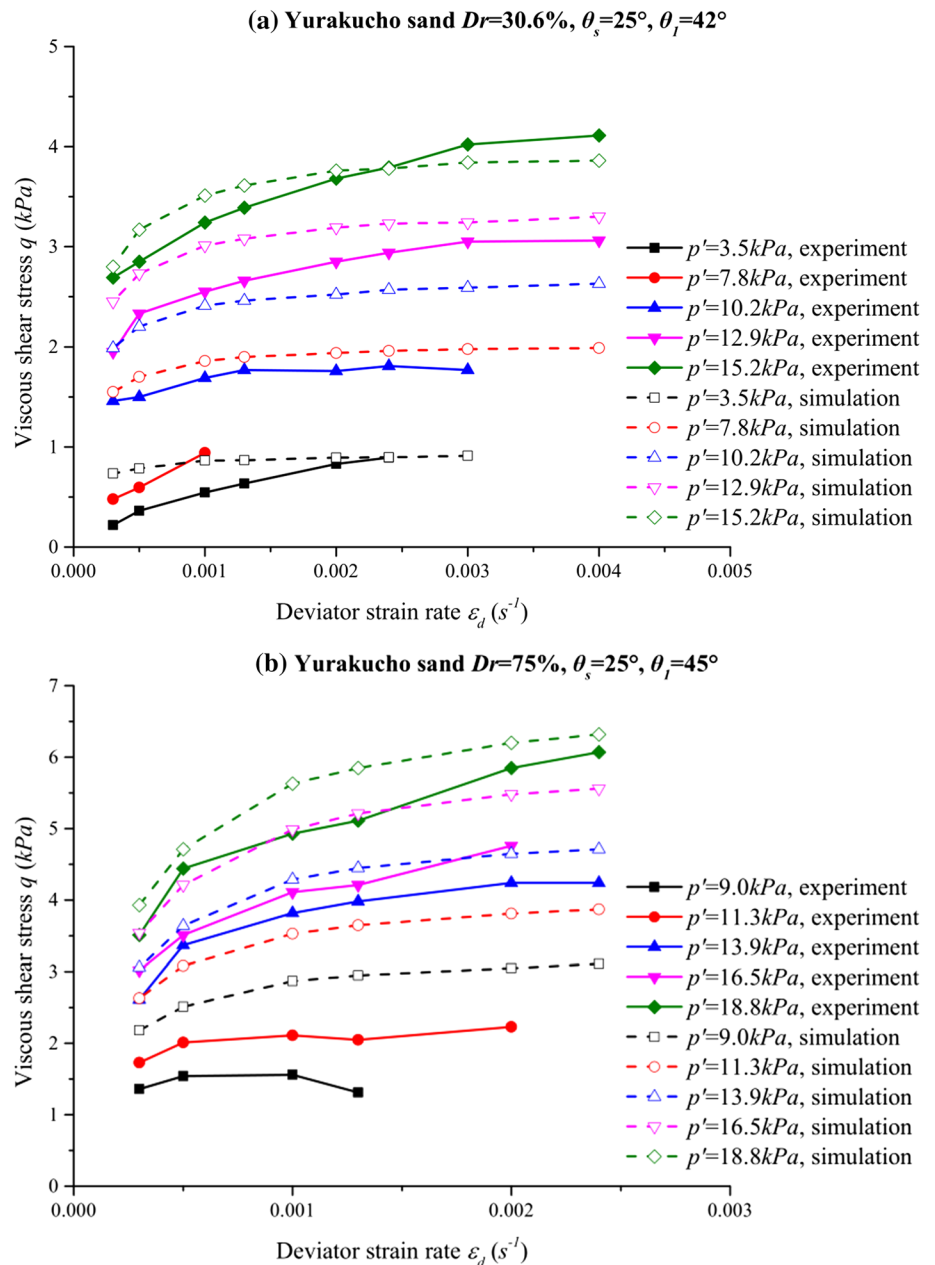 (a) Yurakucho sand Dr=30.6%, θs=25°, θI=42°
5
4
3
2
1
0
Viscous shear stress q (kPa)
p'=3.5kPa, experiment
p'=7.8kPa, experiment
p'=10.2kPa, experiment
p'=12.9kPa, experiment
p'=15.2kPa, experiment
p'=3.5kPa, simulation
p'=7.8kPa, simulation
p'=10.2kPa, simulation
p'=12.9kPa, simulation
p'=15.2kPa, simulation
0.000 0.001 0.002 0.003 0.004 0.005
Deviator strain rate εd (s-1)
(b) Yurakucho sand Dr=75%, θs=25°, θI=45°
7
6
5
4
3
2
1
0
Viscous shear stress q (kPa)
p'=9.0kPa, experiment
p'=11.3kPa, experiment
p'=13.9kPa, experiment
p'=16.5kPa, experiment
p'=18.8kPa, experiment
p'=9.0kPa, simulation
p'=11.3kPa, simulation
p'=13.9kPa, simulation
p'=16.5kPa, simulation
p'=18.8kPa, simulation
0.000 0.001 0.002 0.003
Deviator strain rate εd (s-1)